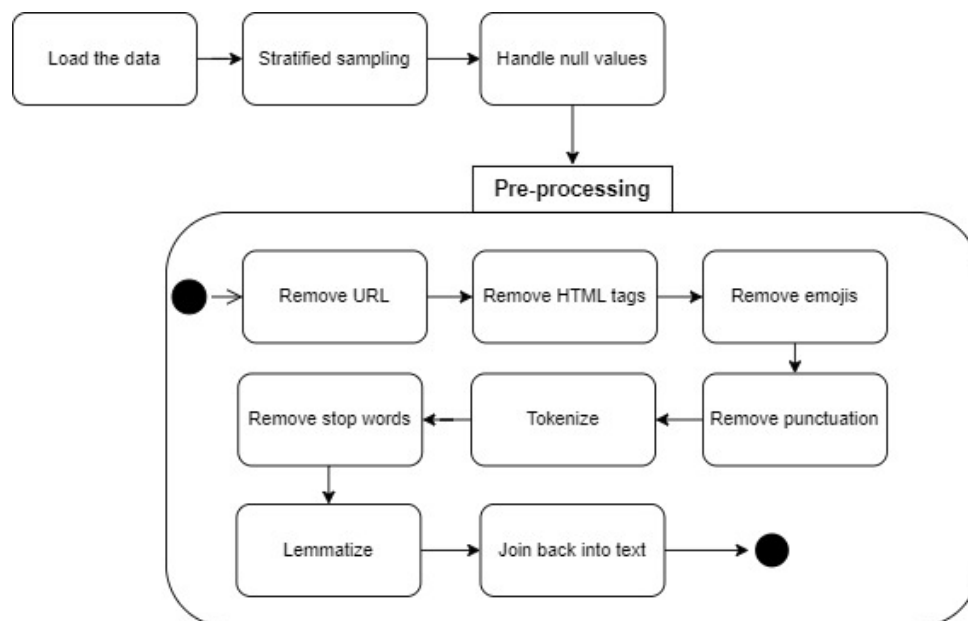 Load the data
Stratified sampling
Handle null values
Pre-processing
Remove URL
Remove HTML tags
Remove emojis
Remove punctuation
Tokenize
Remove stop words
Lemmatize
Join back into text